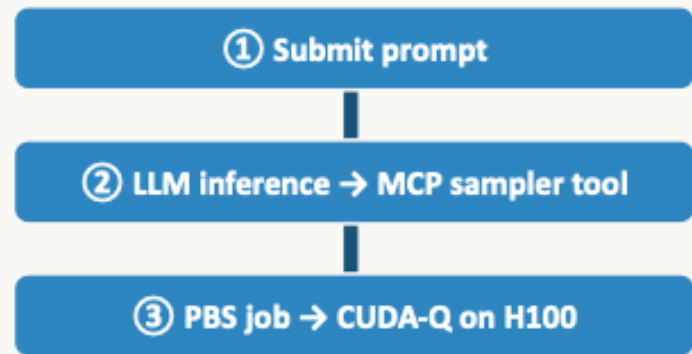 ① Submit prompt
② LLM inference → MCP sampler tool
③ PBS job → CUDA-Q on H100